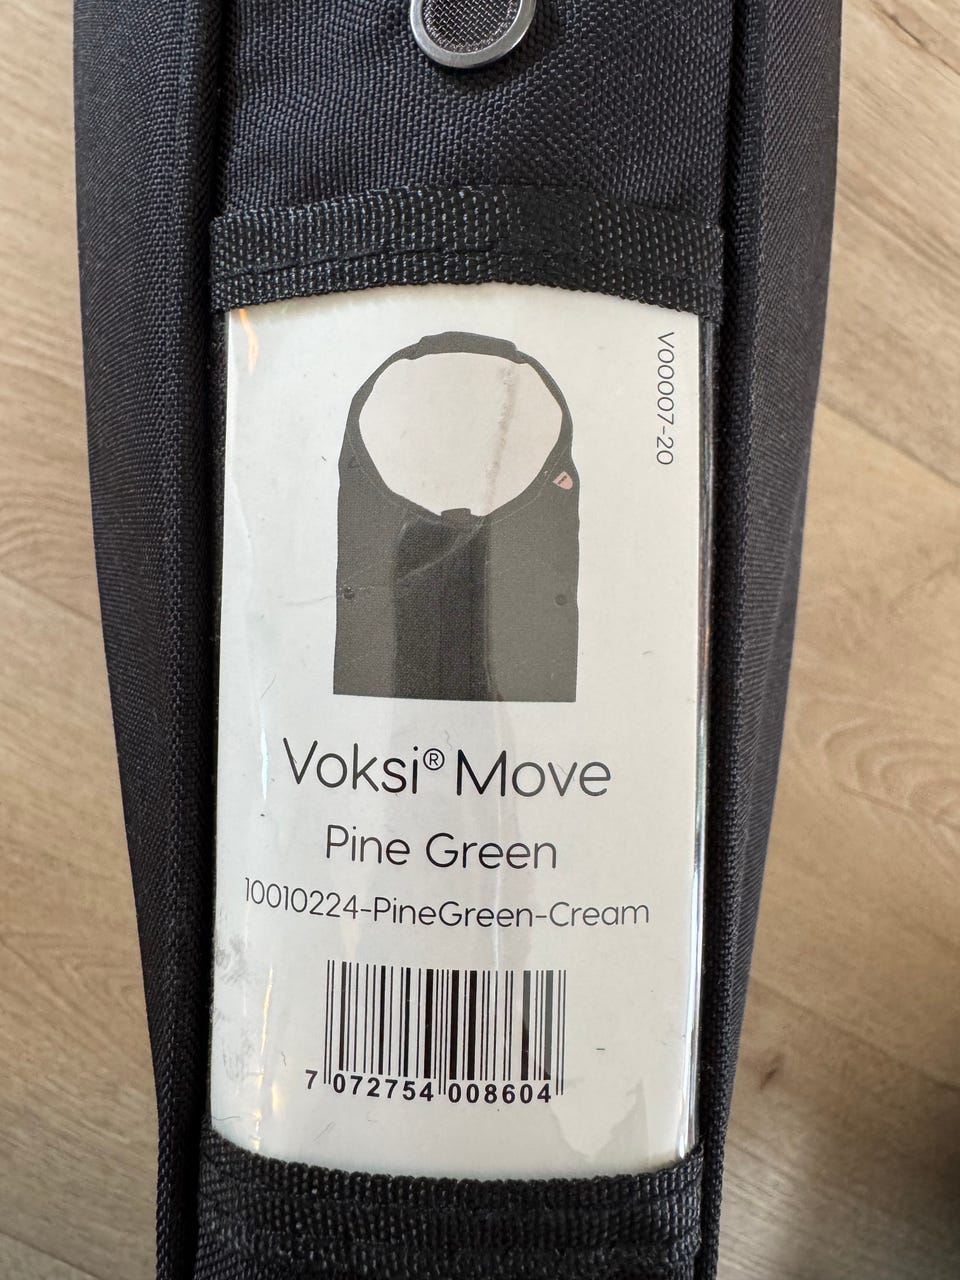 V00007-20
Voksi® Move
Pine Green
10010224-PineGreen-Cream
7 072754 008604